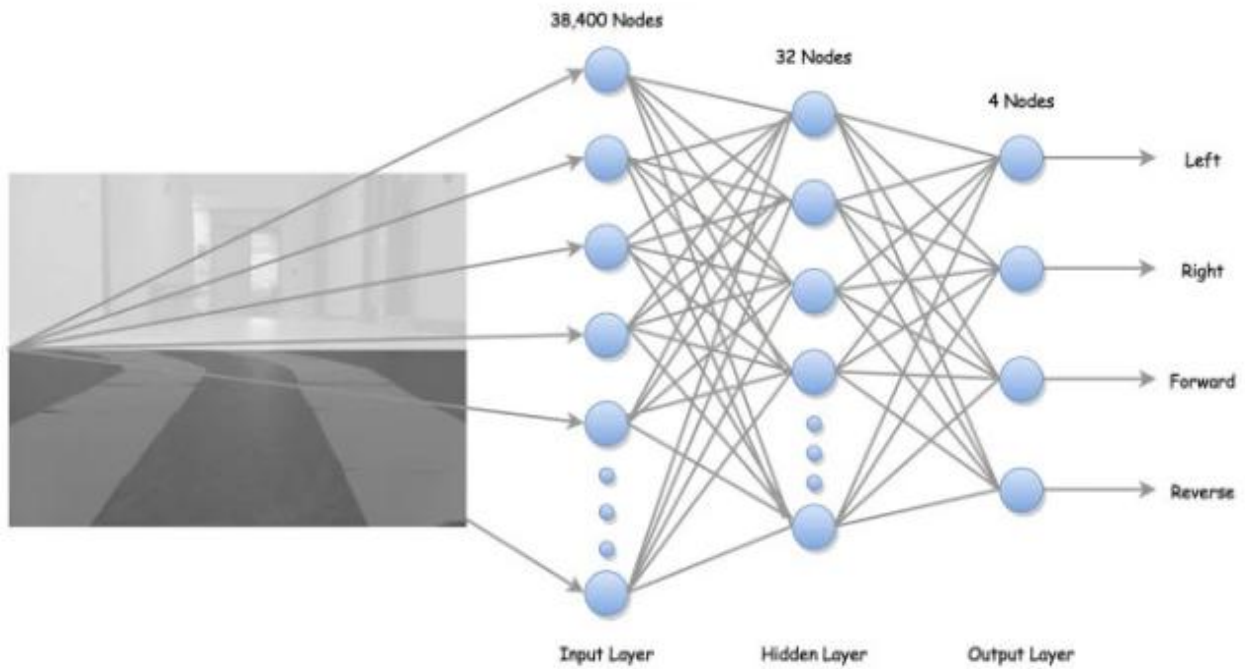 38,400 Nodes
32 Nodes
4 Nodes
Left
Right
Forward
Reverse
Input Layer
Hidden Layer
Output Layer